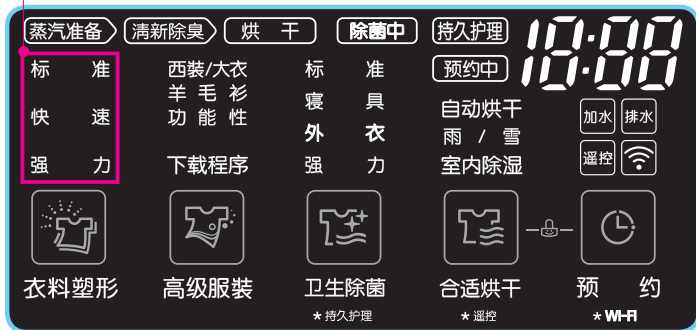 蒸汽准备 清新除臭 烘 干 除菌中 持久护理 18:88
标 准 西裝/大衣 标 准 预约中
羊 毛 衫 寝 具 自动烘干 加水 排水
快 速 功 能 性 外 衣 雨 / 雪
强 力 下载程序 强 力 室内除湿 遥控
衣料塑形 高级服裝 卫生除菌 合适烘干 预 约
* 持久护理 * 遥控 * WI-FI